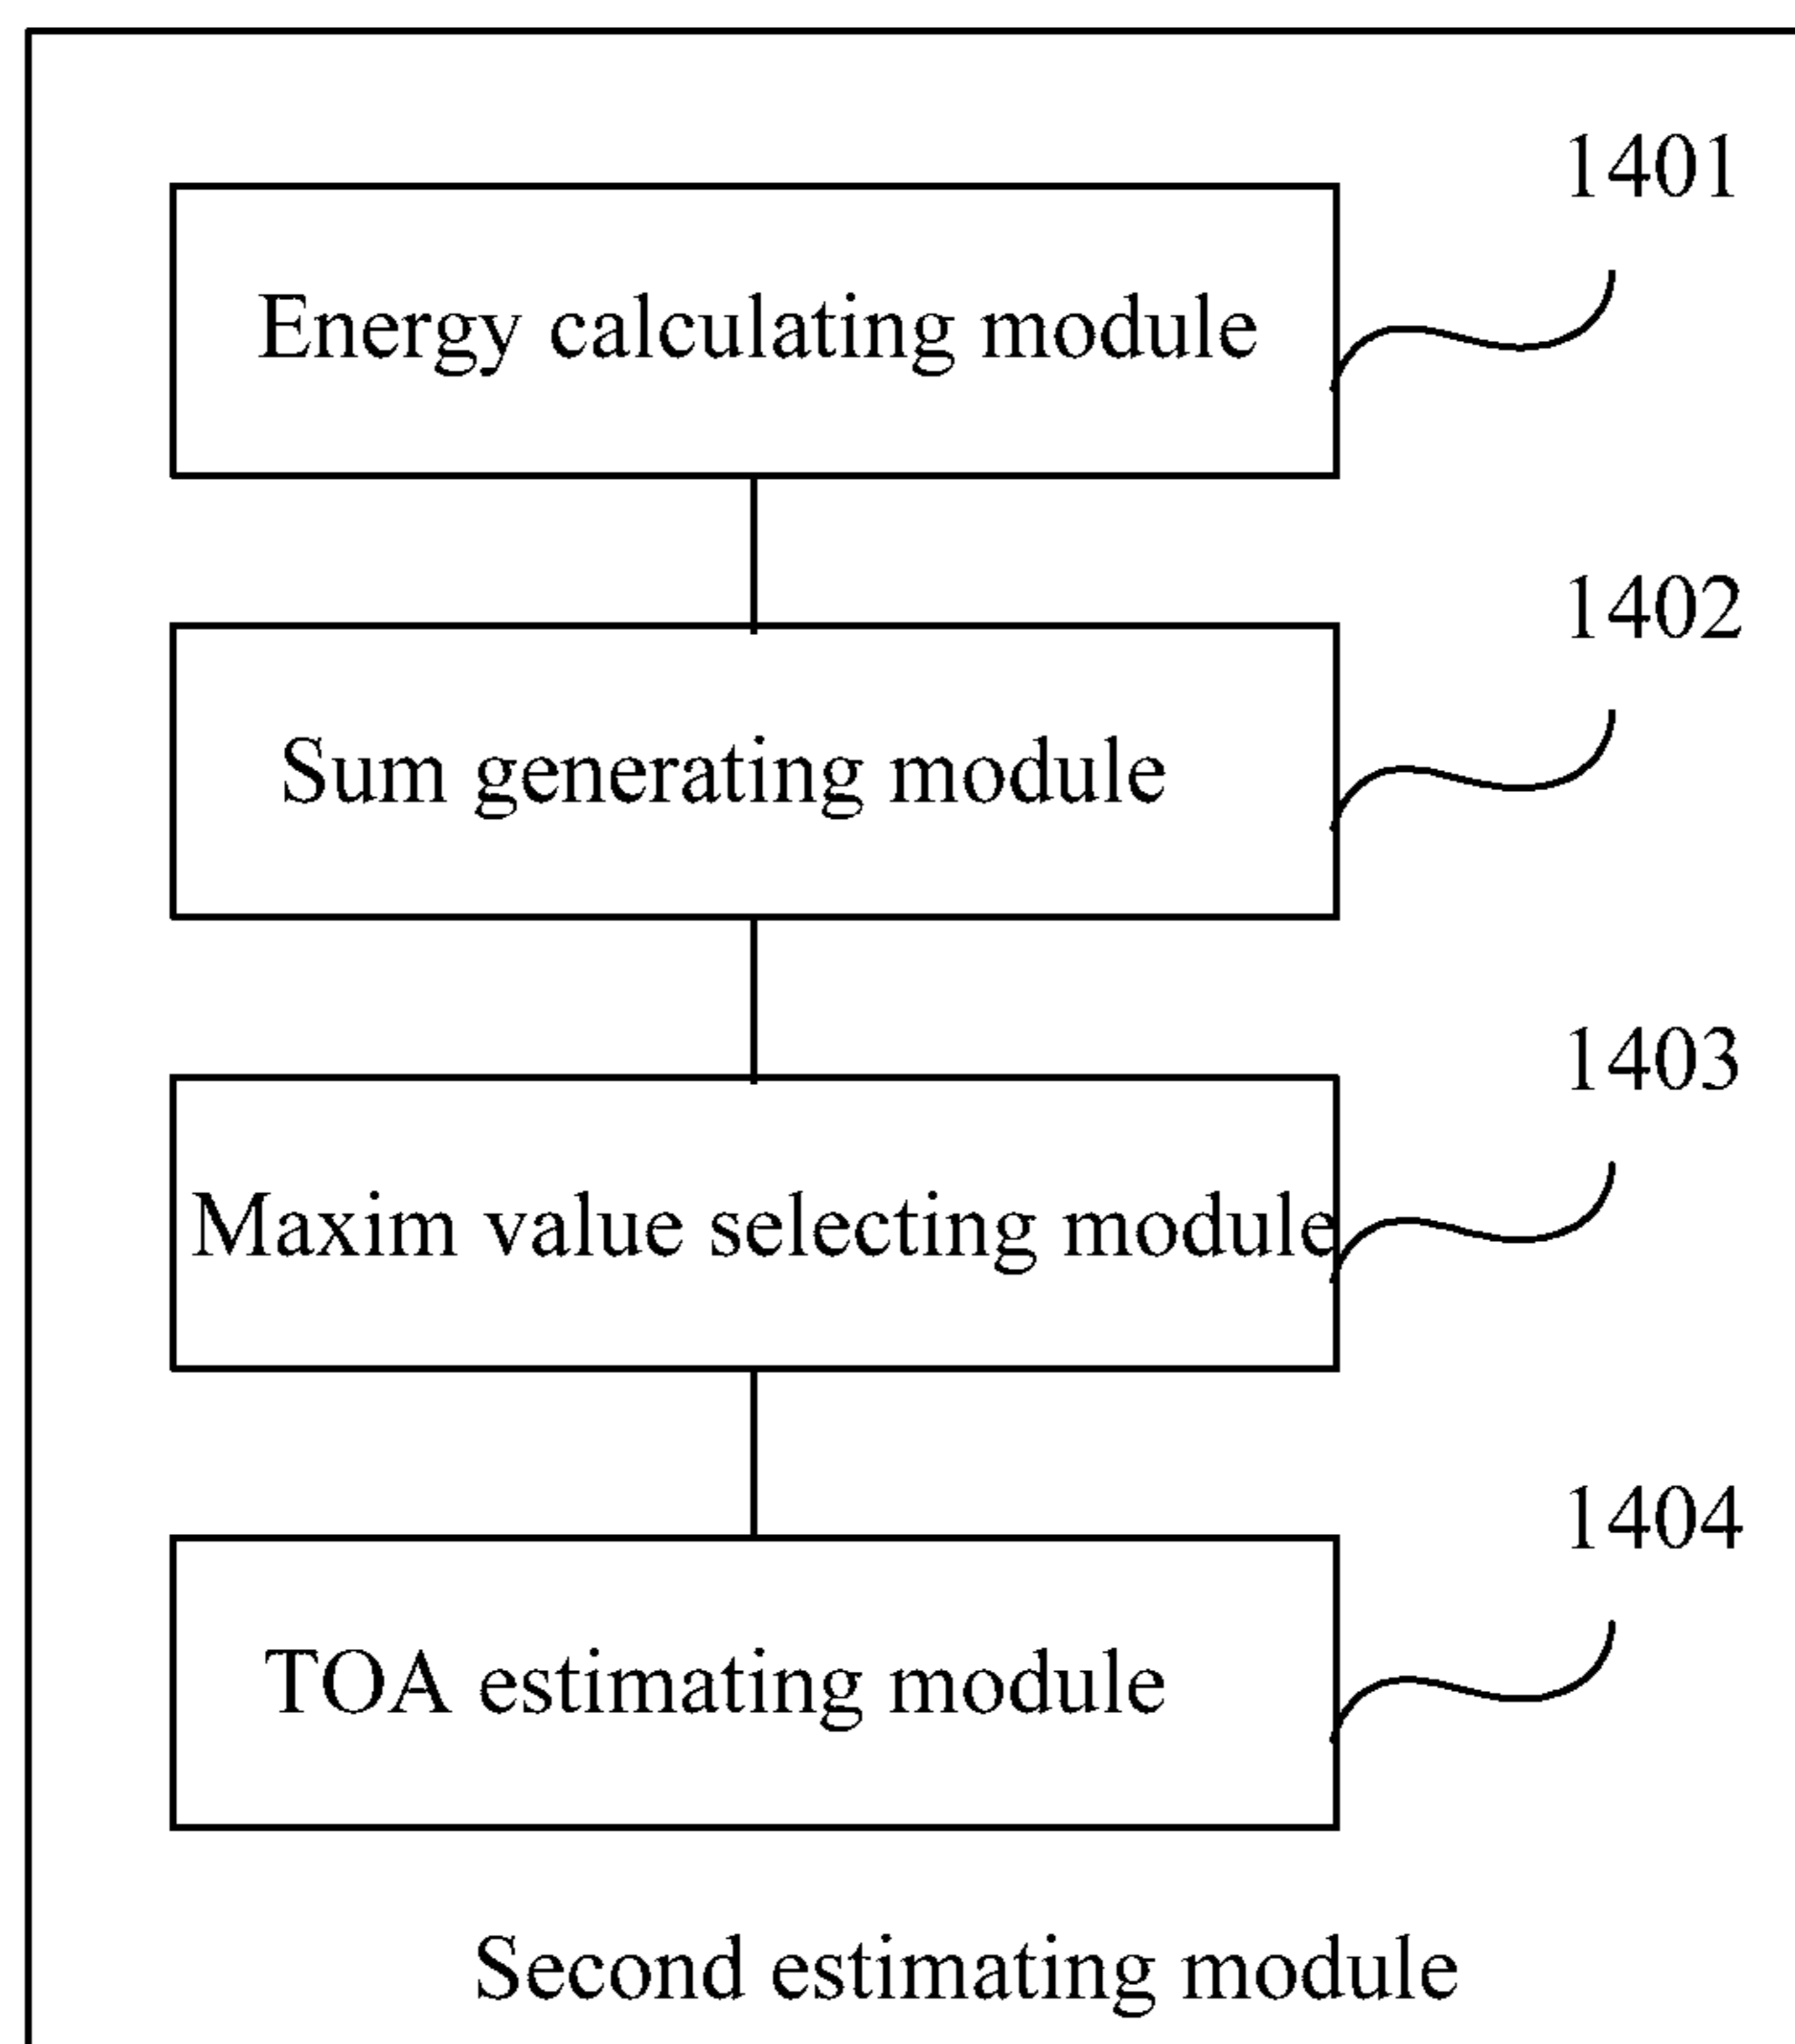 1401
Energy calculating module
1402
Sum generating module
1403
Maxim value selecting module
1404
TOA estimating module
Second estimating module